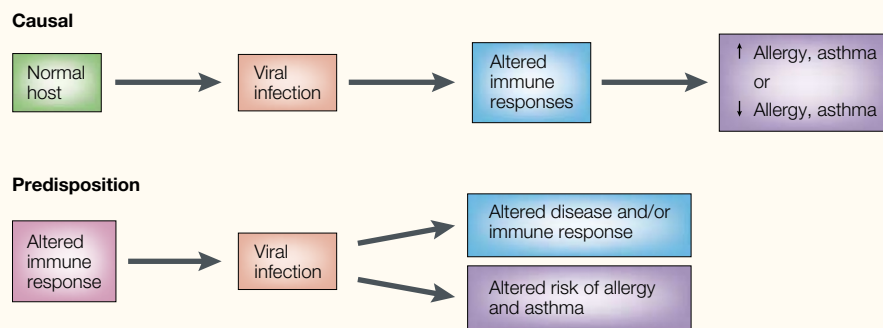 Causal
Normal
host
Viral
infection
Altered
immune
responses
↑ Allergy, asthma
or
↓ Allergy, asthma
Predisposition
Altered
immune
response
Viral
infection
Altered disease and/or
immune response
Altered risk of allergy
and asthma